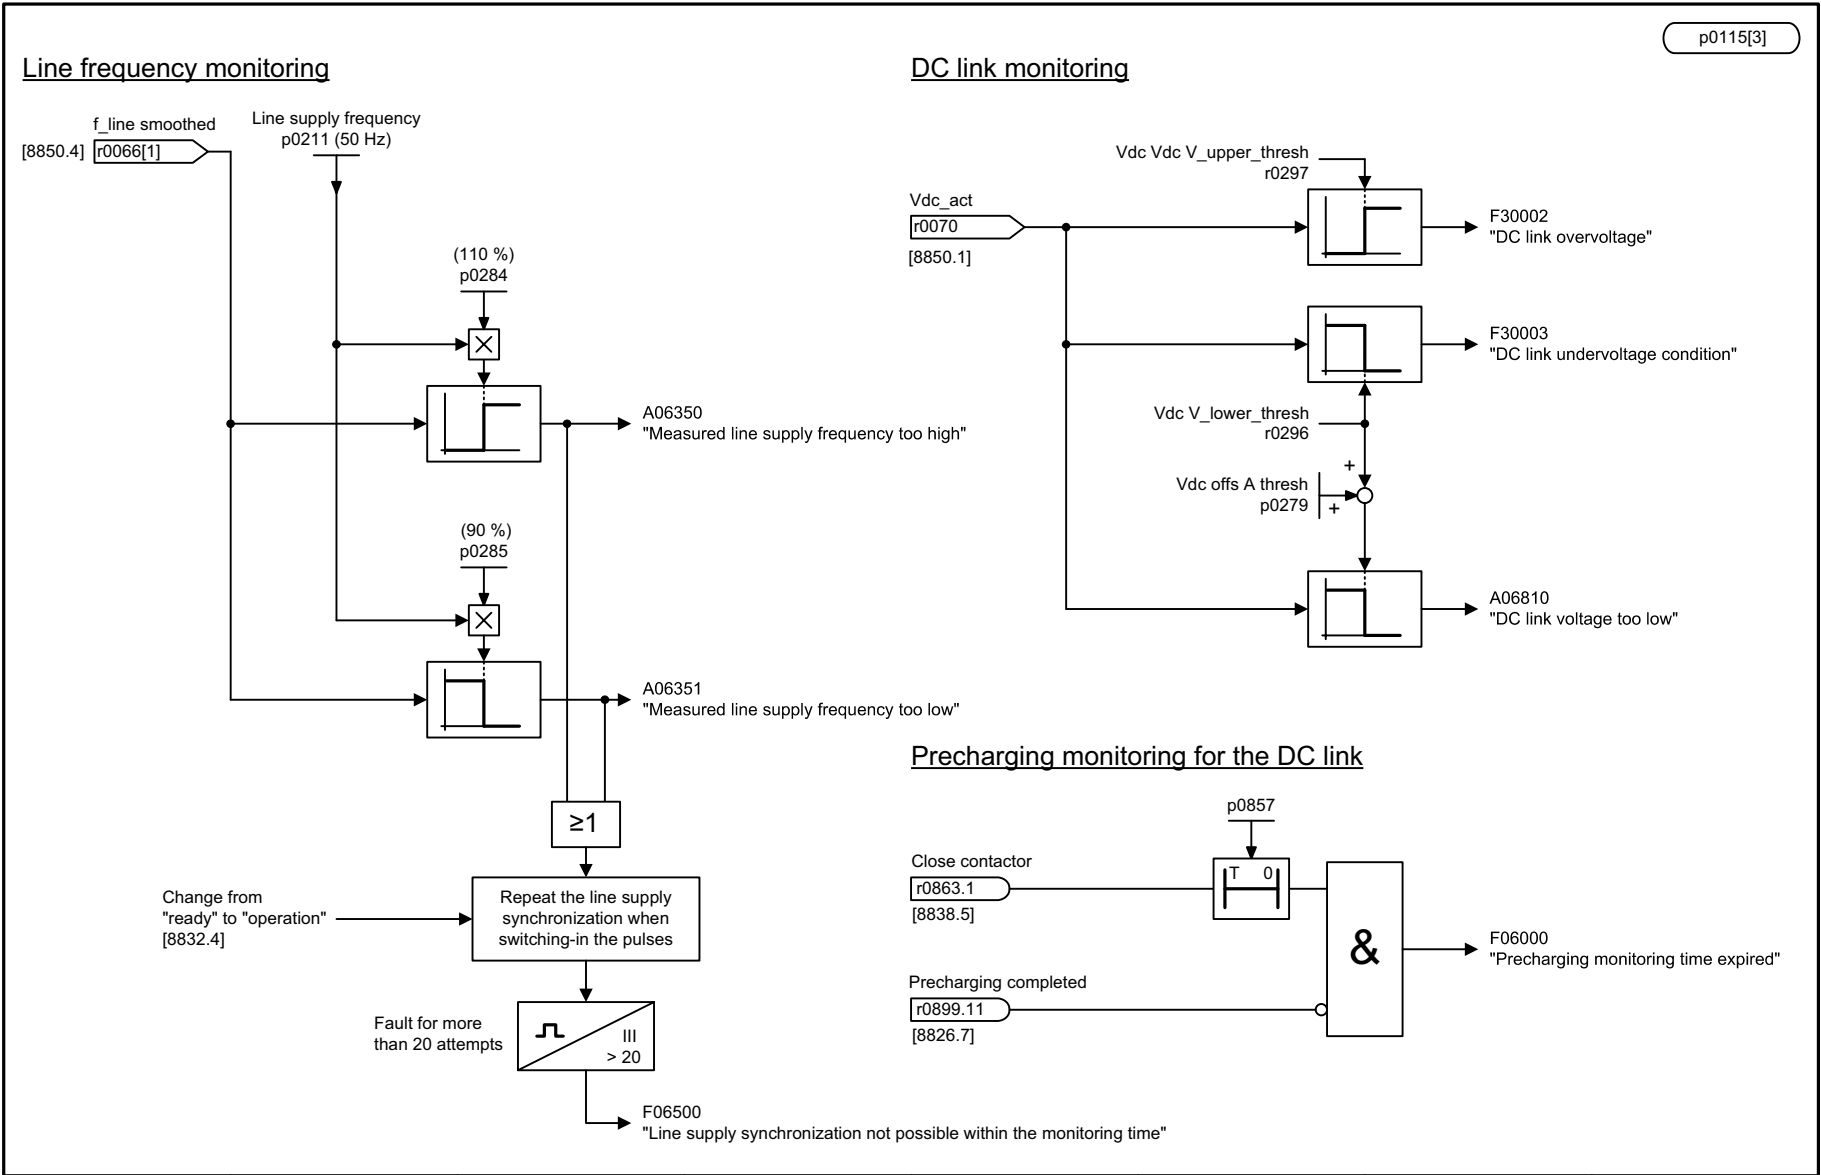 p0115[3]
Line frequency monitoring
f_line smoothed
[8850.4]
r0066[1]
Line supply frequency
p0211 (50 Hz)
(110 %)
p0284
A06350
"Measured line supply frequency too high"
(90 %)
p0285
A06351
"Measured line supply frequency too low"
≥1
Change from
"ready" to "operation"
[8832.4]
Repeat the line supply
synchronization when
switching-in the pulses
Fault for more
than 20 attempts
III
> 20
F06500
"Line supply synchronization not possible within the monitoring time"
DC link monitoring
Vdc Vdc V_upper_thresh
r0297
Vdc_act
r0070
[8850.1]
F30002
"DC link overvoltage"
F30003
"DC link undervoltage condition"
Vdc V_lower_thresh
r0296
+
Vdc offs A thresh
p0279
+
A06810
"DC link voltage too low"
Precharging monitoring for the DC link
p0857
Close contactor
r0863.1
[8838.5]
T 0
&
F06000
"Precharging monitoring time expired"
Precharging completed
r0899.11
[8826.7]